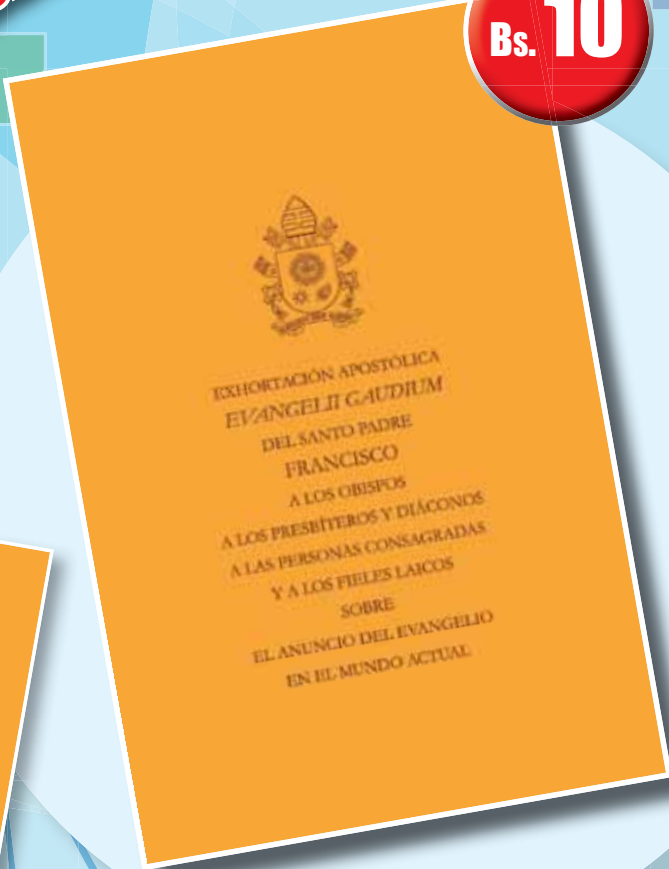 Bs. 10
EXHORTACIÓN APOSTÓLICA
EVANGELII GAUDIUM
DEL SANTO PADRE
FRANCISCO
A LOS OBISPOS
A LOS PRESBÍTEROS Y DIÁCONOS
A LAS PERSONAS CONSAGRADAS
Y A LOS FIELES LAICOS
SOBRE
EL ANUNCIO DEL EVANGELIO
EN EL MUNDO ACTUAL